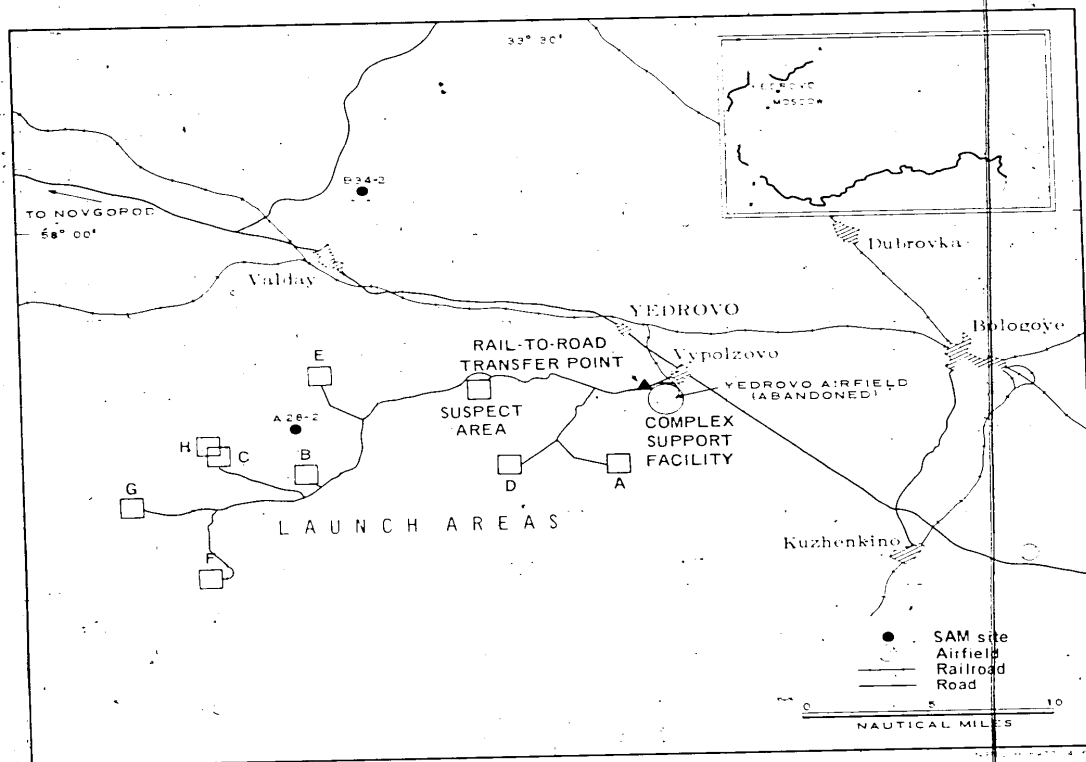 33° 30'
YEDROVO
MOSCOW
B34-2
TO NOVGOROD
58° 00'
Valday
Dubrovka
YEDROVO
Bologoye
RAIL-TO-ROAD
TRANSFER POINT
Vypolzovo
YEDROVO AIRFIELD
(ABANDONED)
E
SUSPECT
AREA
COMPLEX
SUPPORT
FACILITY
A28-2
H
C
B
D
A
G
LAUNCH AREAS
F
Kuzhenkino
SAM site
Airfield
Railroad
Road
0 5 10
NAUTICAL MILES